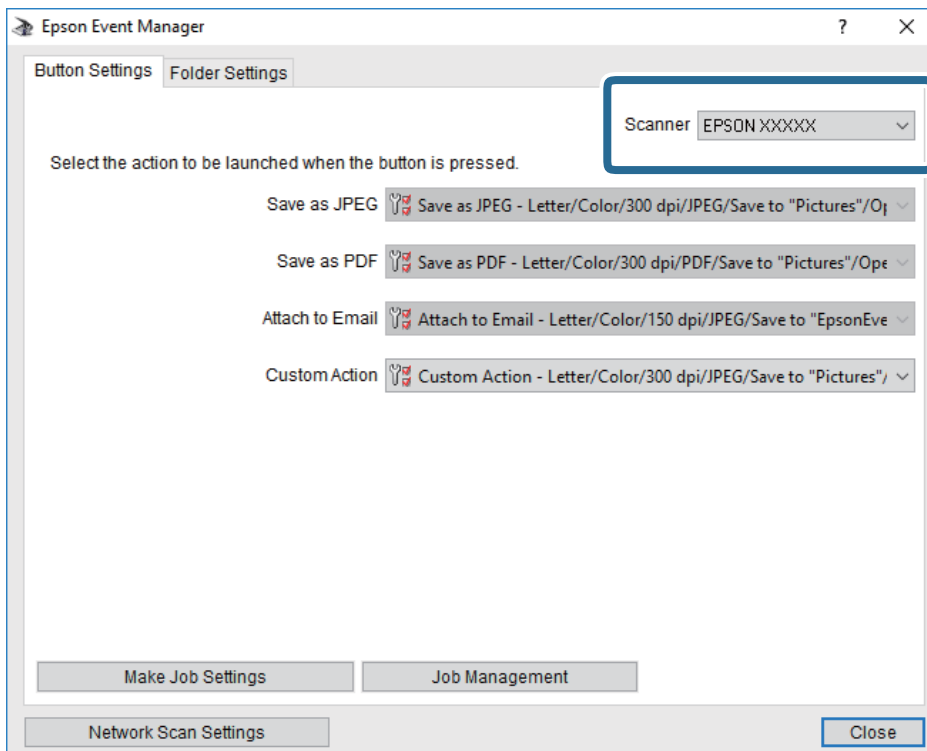 Epson Event Manager
Button Settings Folder Settings
Scanner EPSON XXXXX
Select the action to be launched when the button is pressed.
Save as JPEG Save as JPEG - Letter/Color/300 dpi/JPEG/Save to "Pictures"/Op
Save as PDF Save as PDF - Letter/Color/300 dpi/PDF/Save to "Pictures"/Ope
Attach to Email Attach to Email - Letter/Color/150 dpi/JPEG/Save to "EpsonEve
Custom Action Custom Action - Letter/Color/300 dpi/JPEG/Save to "Pictures"/
Make Job Settings Job Management
Network Scan Settings Close